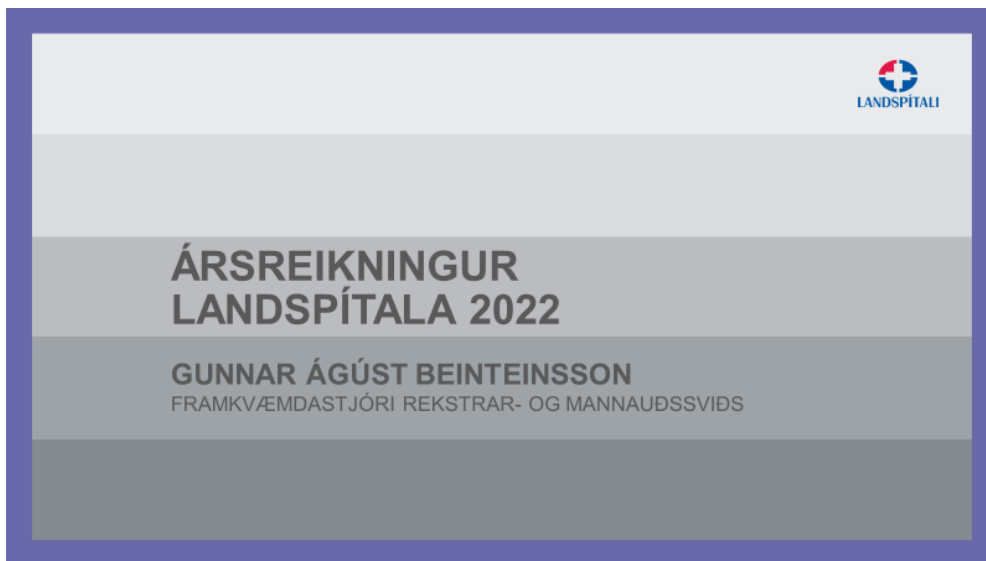 LANDSPÍTALI
ÁRSREIKNINGUR
LANDSPÍTALA 2022
GUNNAR ÁGÚST BEINTEINSSON
FRAMKVÆMDASTJÓRI REKSTRAR- OG MANNAUÐSSVIÐS